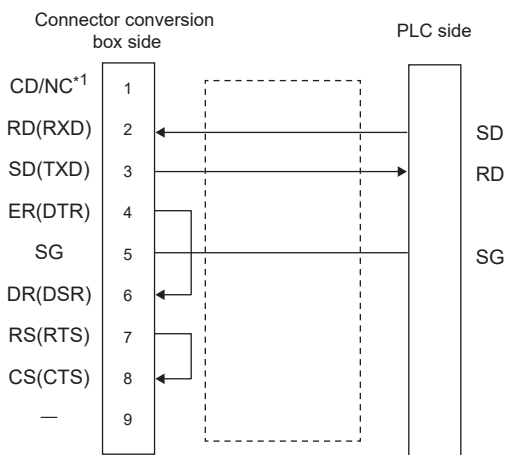 Connector conversion
box side
PLC side
CD/NC*1 1
RD(RXD) 2 SD
SD(TXD) 3 RD
ER(DTR) 4
SG 5 SG
DR(DSR) 6
RS(RTS) 7
CS(CTS) 8
— 9